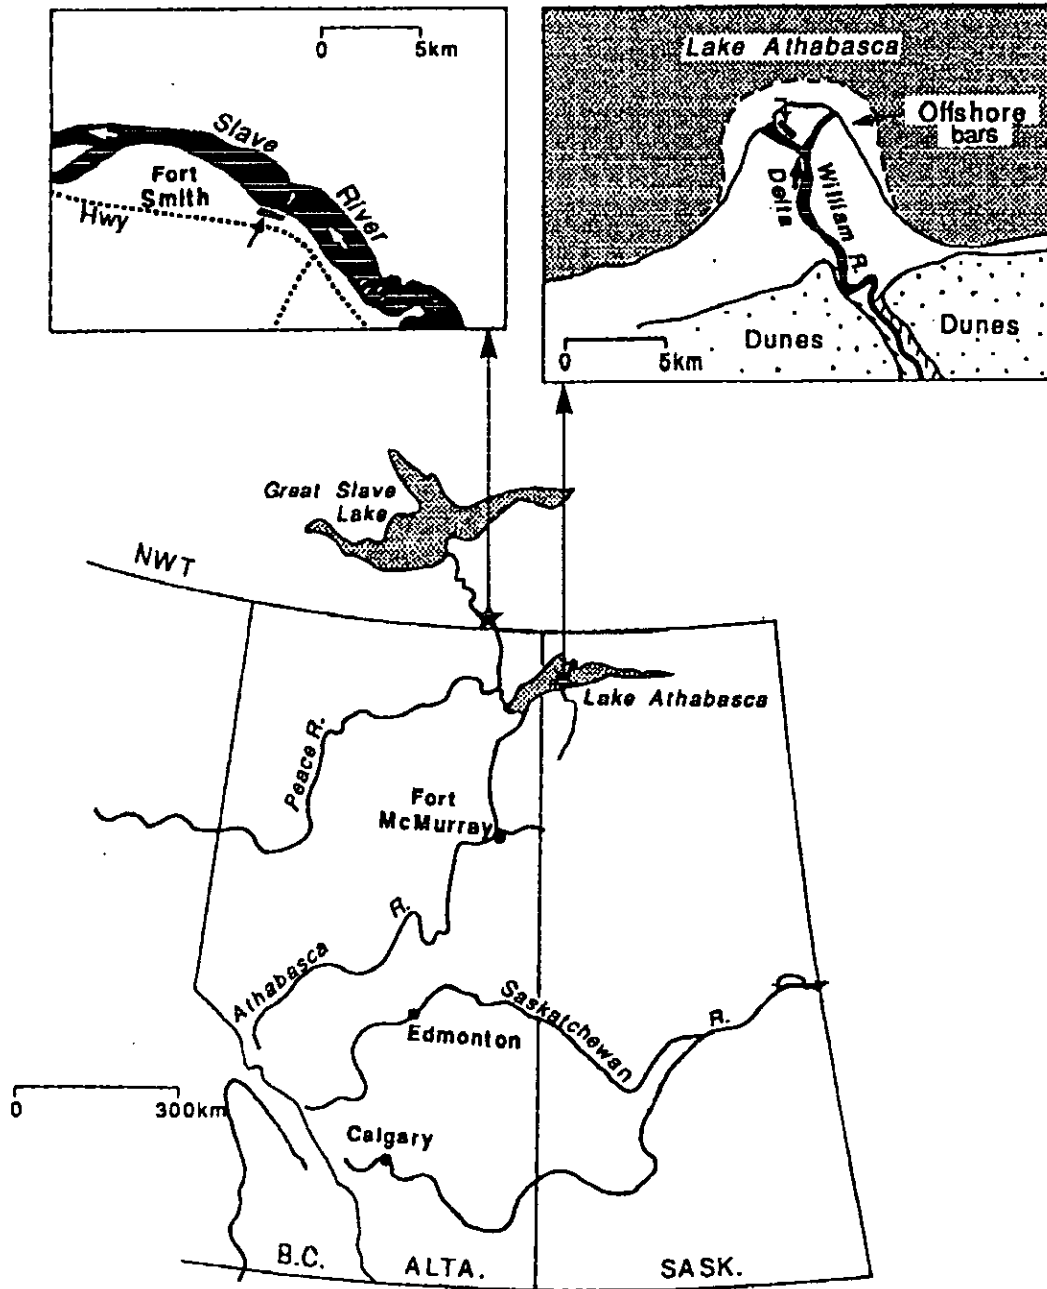 0 5km
Slave
River
Fort
Smith
Hwy
Lake Athabasca
Offshore
bars
William R.
Delta
Dunes
Dunes
0 5km
Great Slave
Lake
NWT
Lake Athabasca
Peace R.
Fort
McMurray
Athabasca R.
Saskatchewan R.
Edmonton
0 300km
Calgary
B.C. ALTA. SASK.